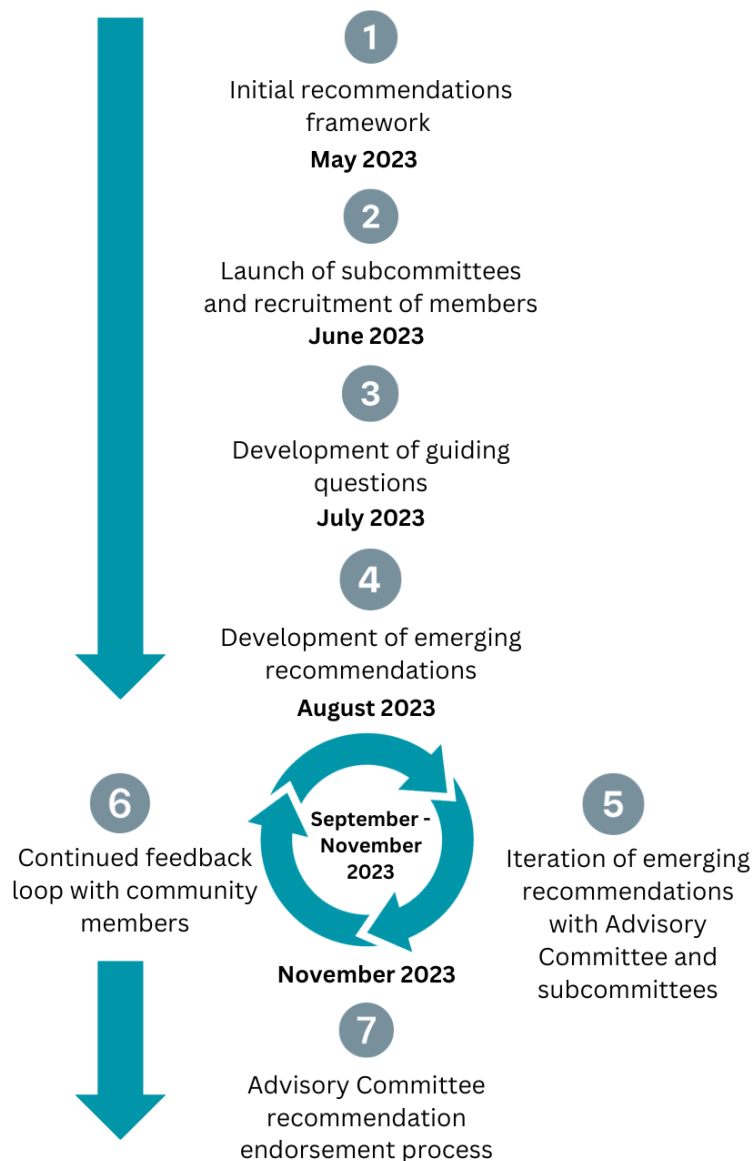 1
Initial recommendations
framework
May 2023
2
Launch of subcommittees
and recruitment of members
June 2023
3
Development of guiding
questions
July 2023
4
Development of emerging
recommendations
August 2023
September -
November
2023
5
Iteration of emerging
recommendations
with Advisory
Committee and
subcommittees
6
Continued feedback
loop with community
members
November 2023
7
Advisory Committee
recommendation
endorsement process